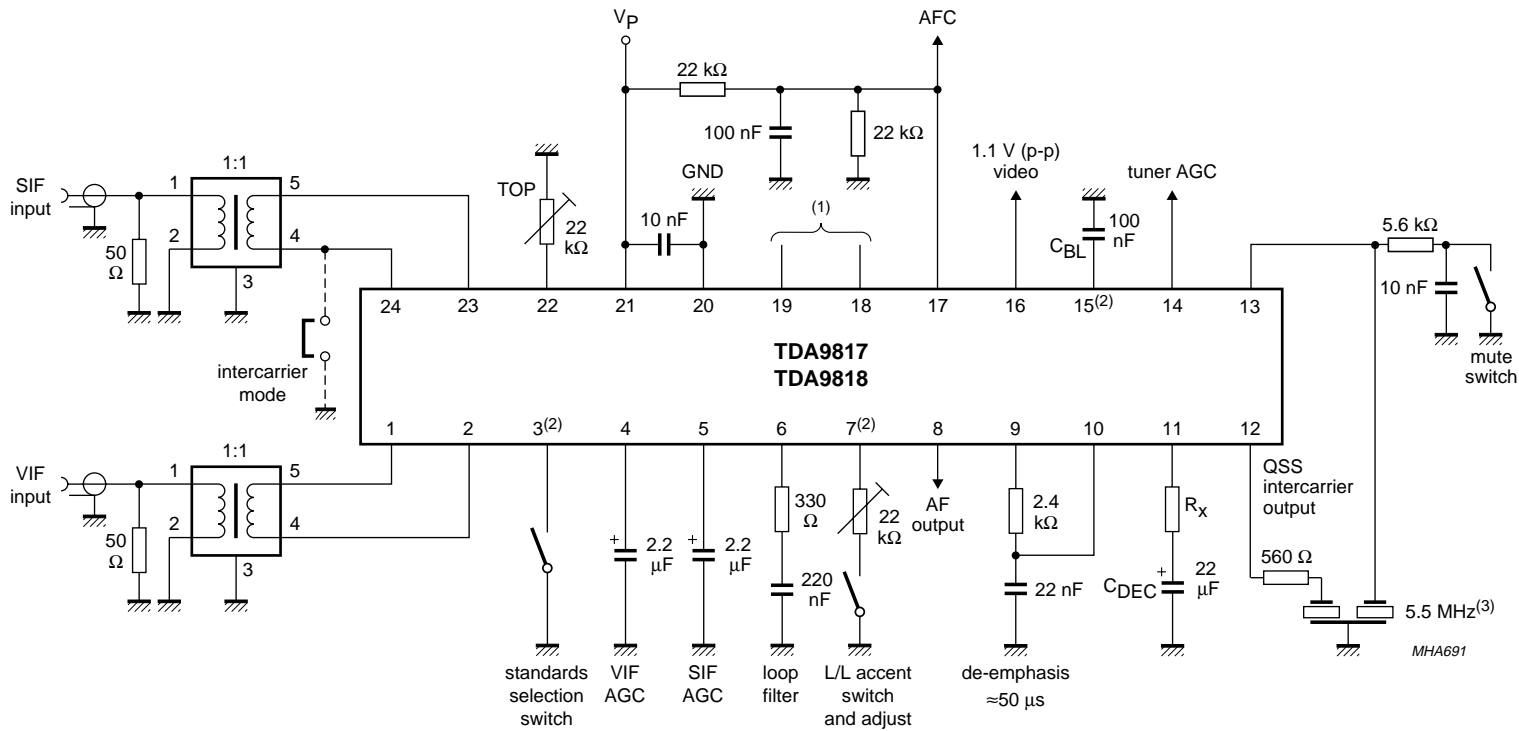 VP
AFC
22 kΩ
100 nF
22 kΩ
1:1
SIF
input
1
5
2
4
3
50
Ω
TOP
22
kΩ
10 nF
GND
(1)
1.1 V (p-p)
video
CBL
100
nF
tuner AGC
5.6 kΩ
10 nF
mute
switch
intercarrier
mode
24
23
22
21
20
19
18
17
16
15(2)
14
13
TDA9817
TDA9818
1
2
3(2)
4
5
6
7(2)
8
9
10
11
12
VIF
input
1:1
1
5
2
4
3
50
Ω
standards
selection
switch
+
2.2
μF
VIF
AGC
+
2.2
μF
SIF
AGC
330
Ω
220
nF
loop
filter
22
kΩ
L/L accent
switch
and adjust
AF
output
2.4
kΩ
22 nF
de-emphasis
≈50 μs
Rx
CDEC
+
22
μF
QSS
intercarrier
output
560 Ω
5.5 MHz(3)
MHA691